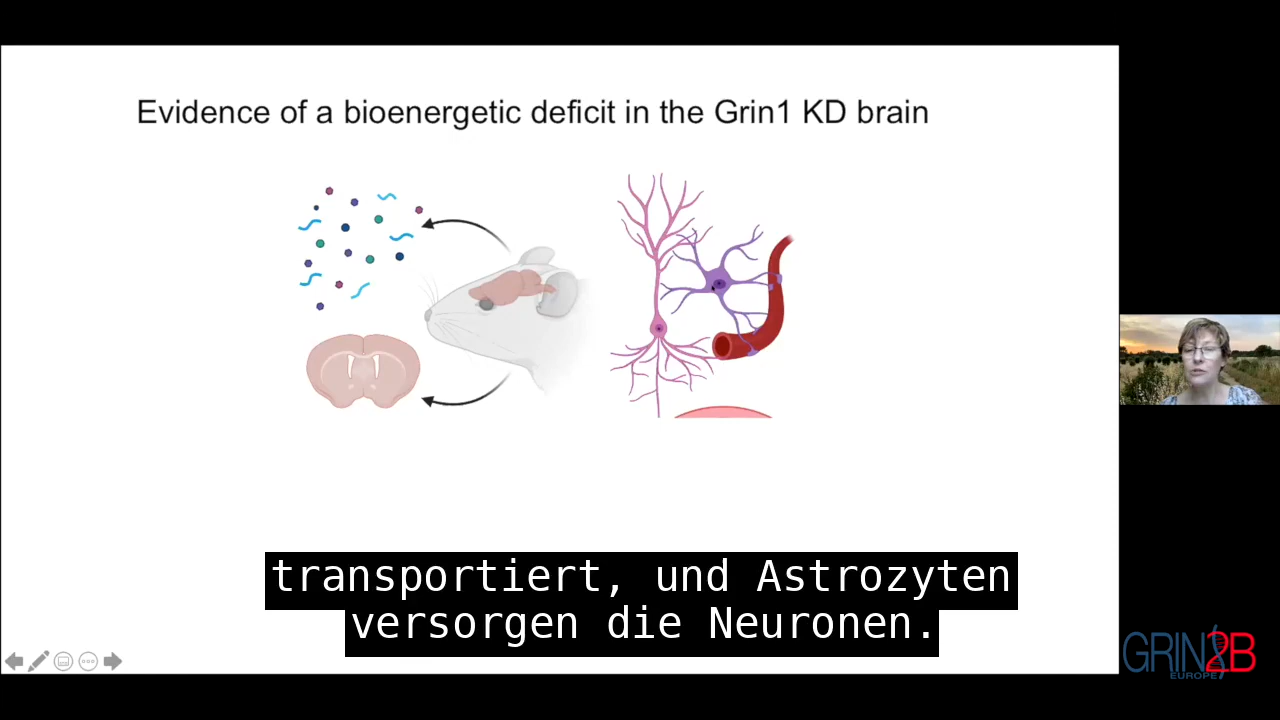 Evidence of a bioenergetic deficit in the Grin1 KD brain
transportiert, und Astrozyten
versorgen die Neuronen.
GRIN2B
EUROPE